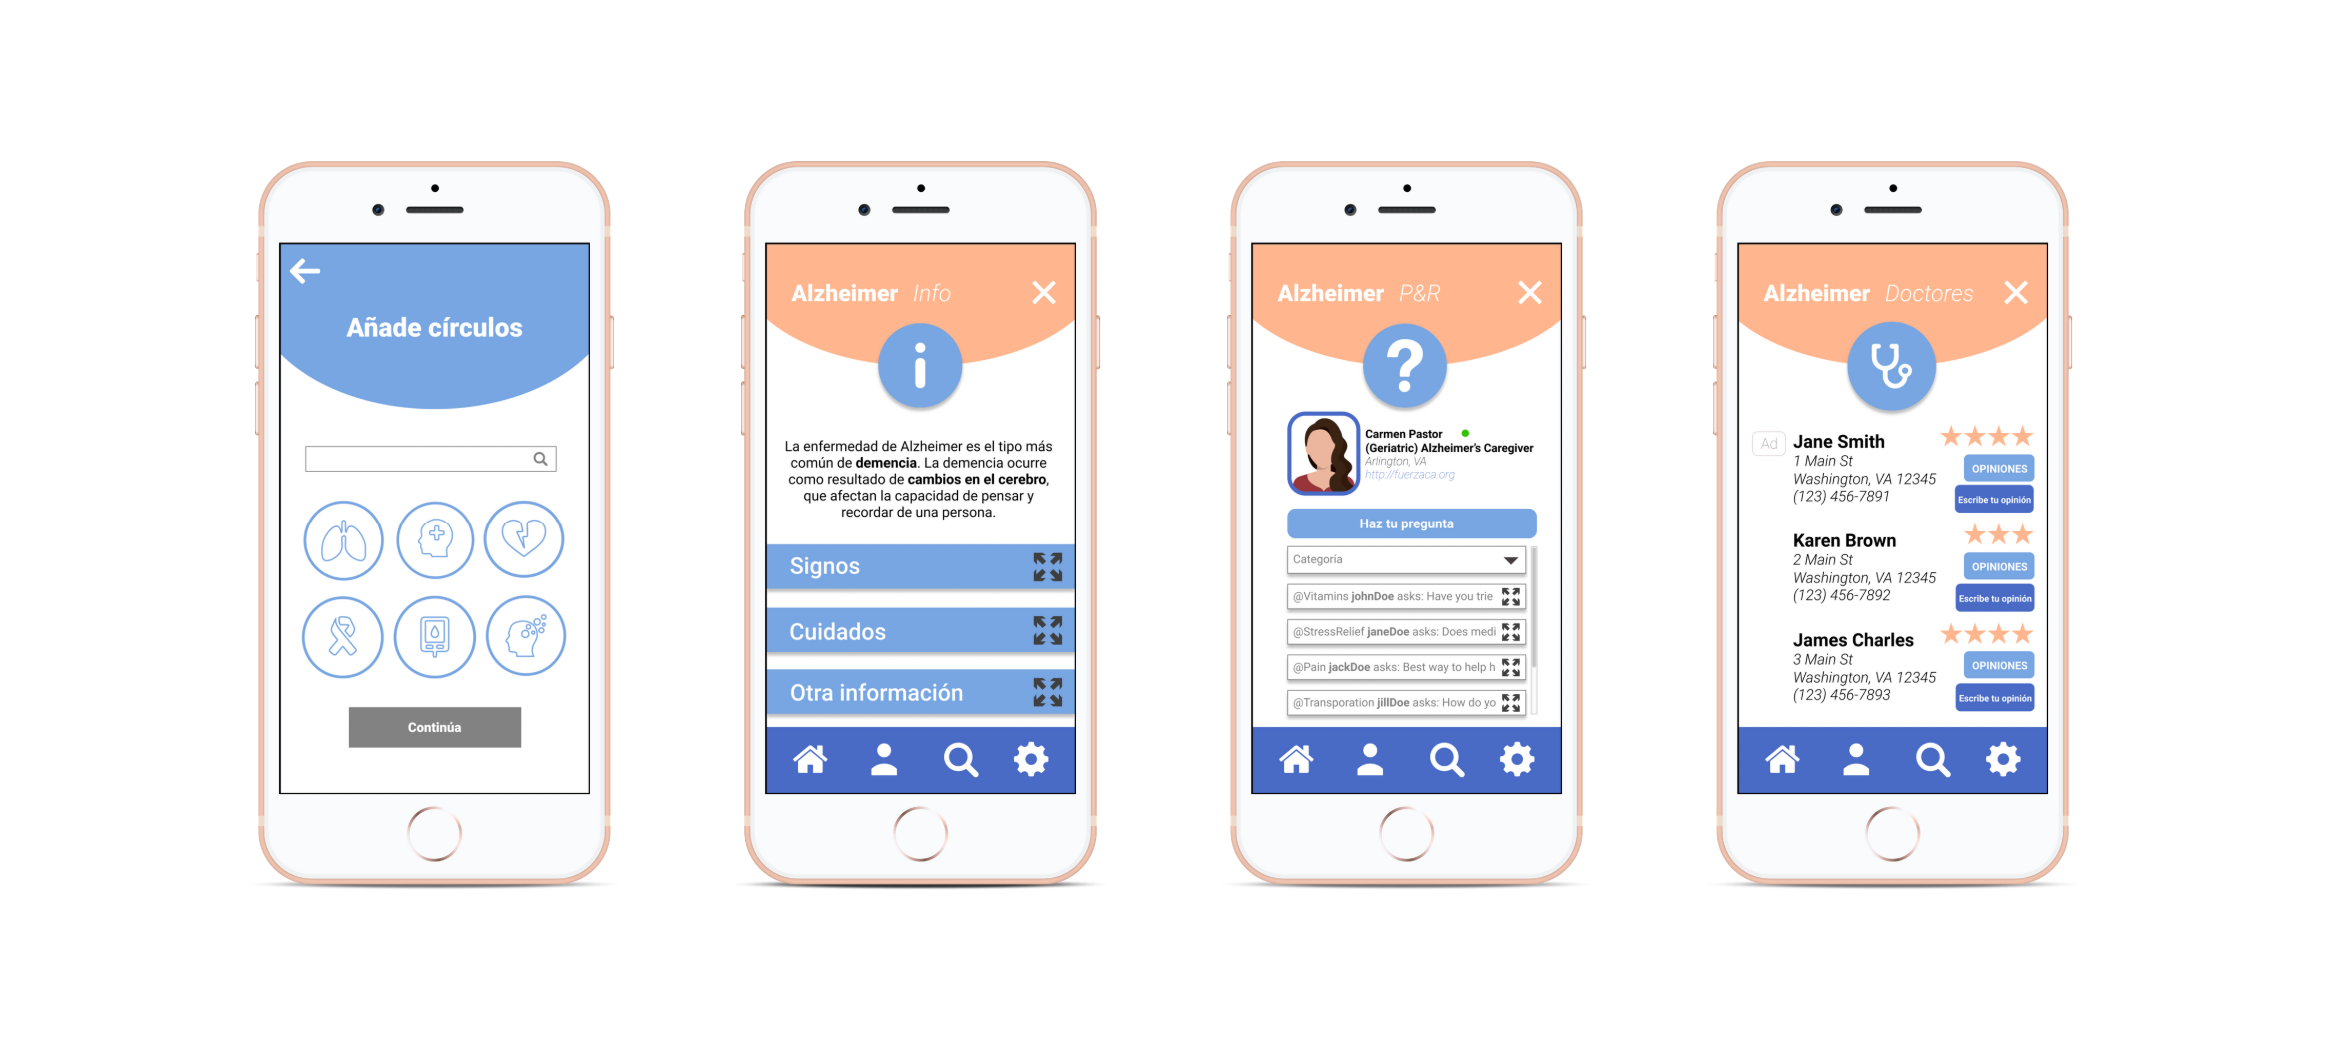 Añade círculos
Continúa
Alzheimer Info
La enfermedad de Alzheimer es el tipo más
común de demencia. La demencia ocurre
como resultado de cambios en el cerebro,
que afectan la capacidad de pensar y
recordar de una persona.
Signos
Cuidados
Otra información
Alzheimer P&R
Carmen Pastor
(Geriatric) Alzheimer's Caregiver
Arlington, VA
http://fuerzaca.org
Haz tu pregunta
Categoría
@Vitamins johnDoe asks: Have you trie
@StressRelief janeDoe asks: Does medi
@Pain jackDoe asks: Best way to help h
@Transporation jillDoe asks: How do yo
Alzheimer Doctores
Ad
Jane Smith
1 Main St
Washington, VA 12345
(123) 456-7891
OPINIONES
Escribe tu opinión
Karen Brown
2 Main St
Washington, VA 12345
(123) 456-7892
OPINIONES
Escribe tu opinión
James Charles
3 Main St
Washington, VA 12345
(123) 456-7893
OPINIONES
Escribe tu opinión